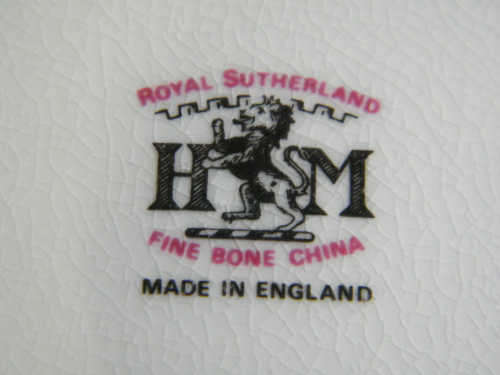 ROYAL SUTHERLAND
H M
FINE BONE CHINA
MADE IN ENGLAND